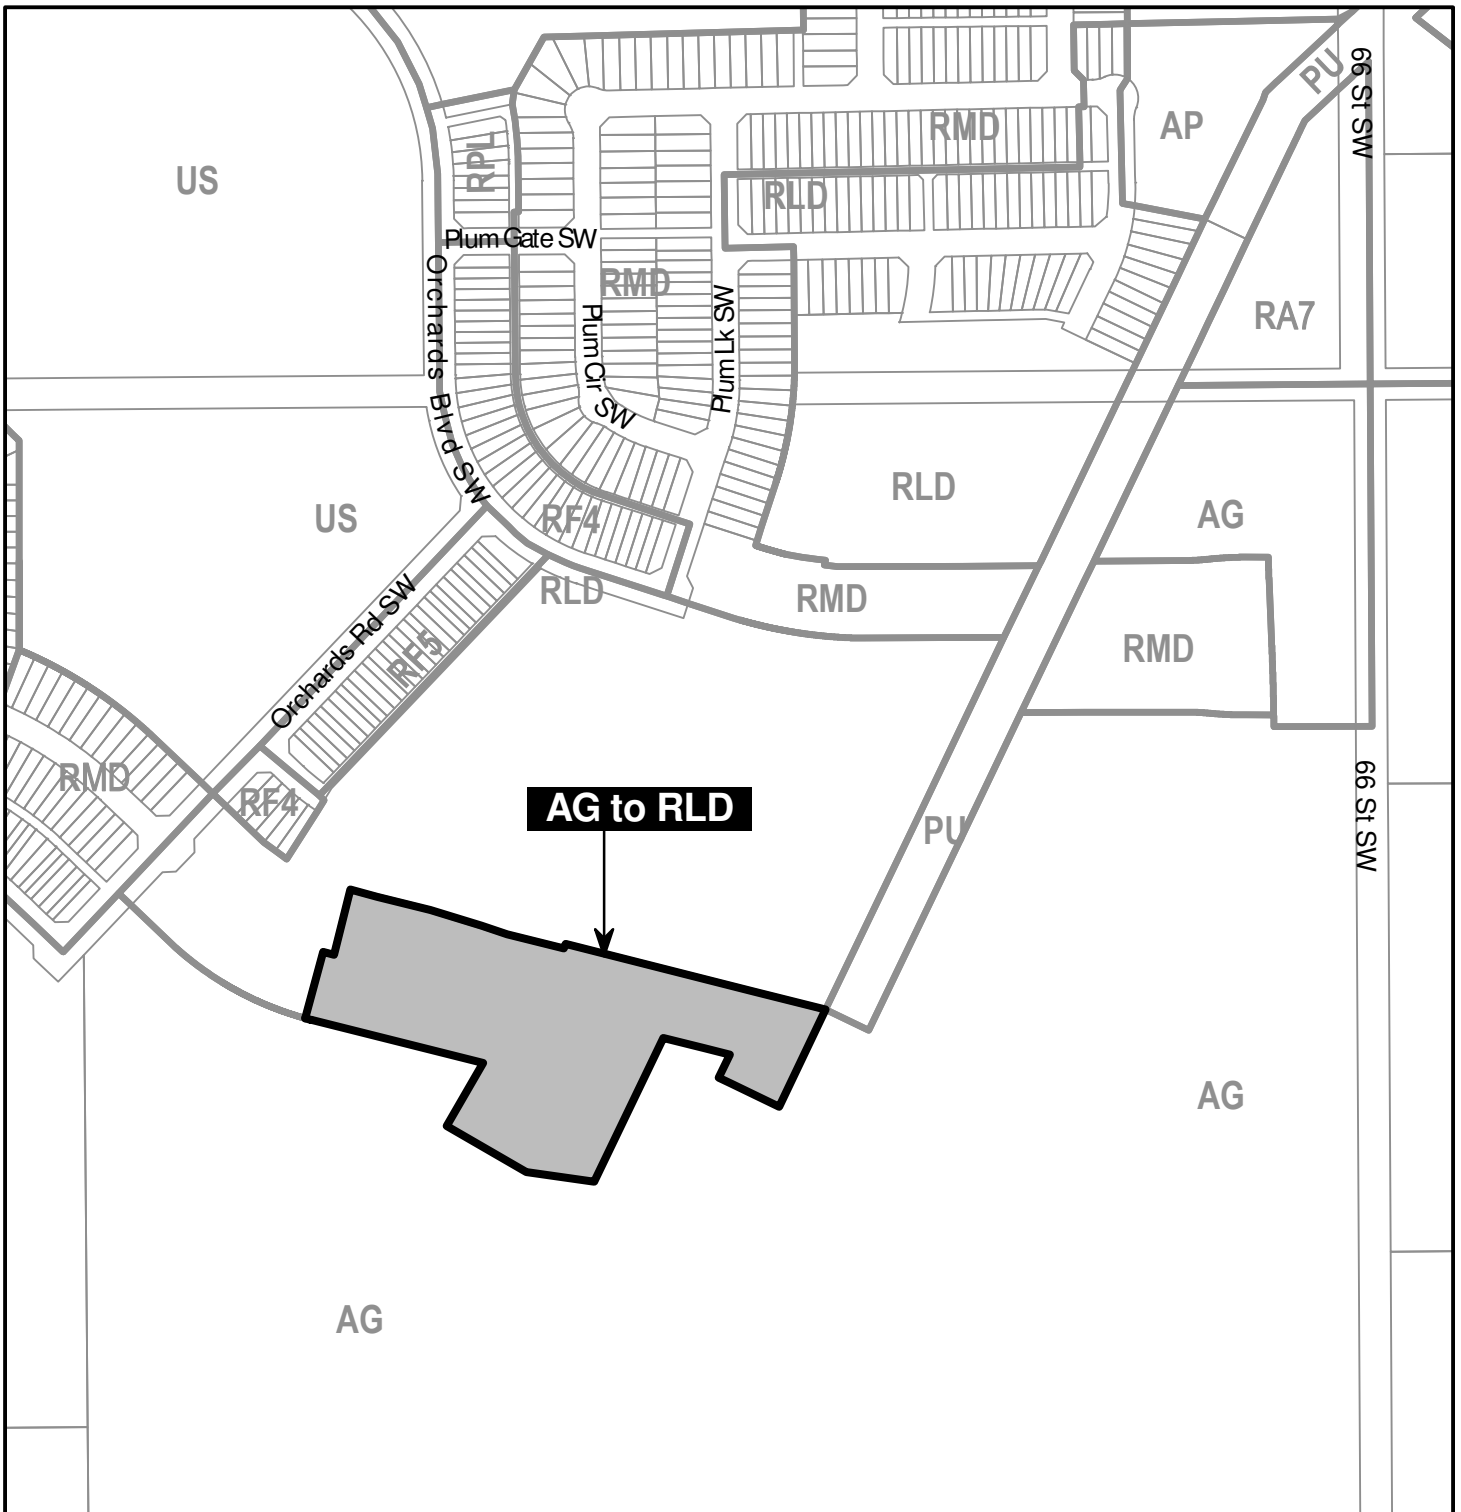 PU
66 St SW
RMD
AP
RPL
US
RLD
Plum Gate SW
RMD
Orchards Blvd SW
Plum Cir SW
Plum Lk SW
RA7
RLD
US
RF4
AG
RLD
RMD
Orchards Rd SW
RF5
RMD
RMD
RF4
AG to RLD
PU
66 St SW
AG
AG